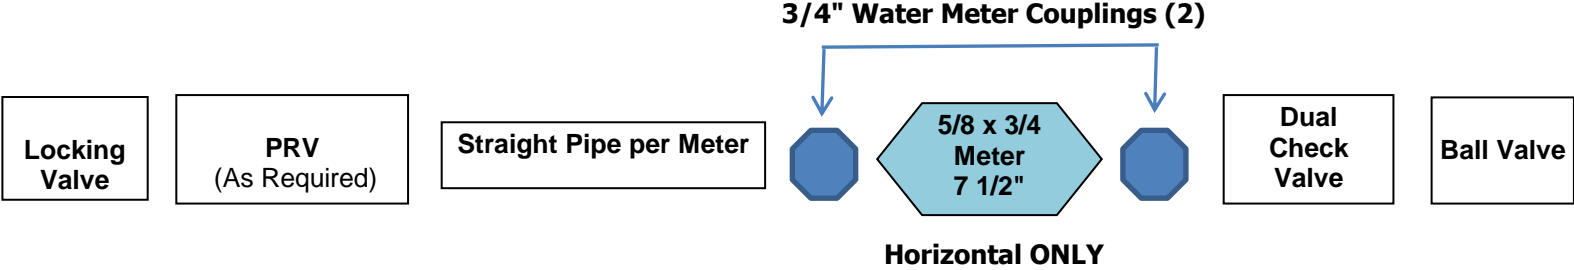 3/4" Water Meter Couplings (2)
Locking
Valve
PRV
(As Required)
Straight Pipe per Meter
5/8 x 3/4
Meter
7 1/2"
Dual
Check
Valve
Ball Valve
Horizontal ONLY